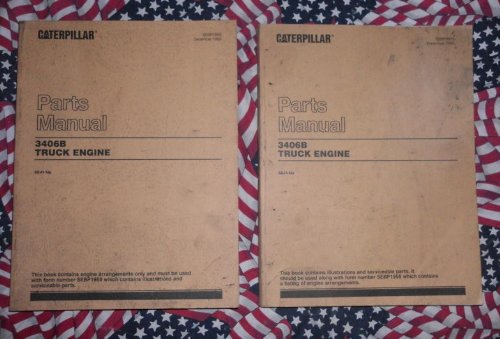 CATERPILLAR
Parts
Manual
3406B
TRUCK ENGINE
This book contains engine arrangements only and must be used
with form number SEBP1956 which contains illustrations and
serviceable parts.
CATERPILLAR
Parts
Manual
3406B
TRUCK ENGINE
This book contains illustrations and serviceable parts. It
should be used along with form number which contains
a listing of engine arrangements.